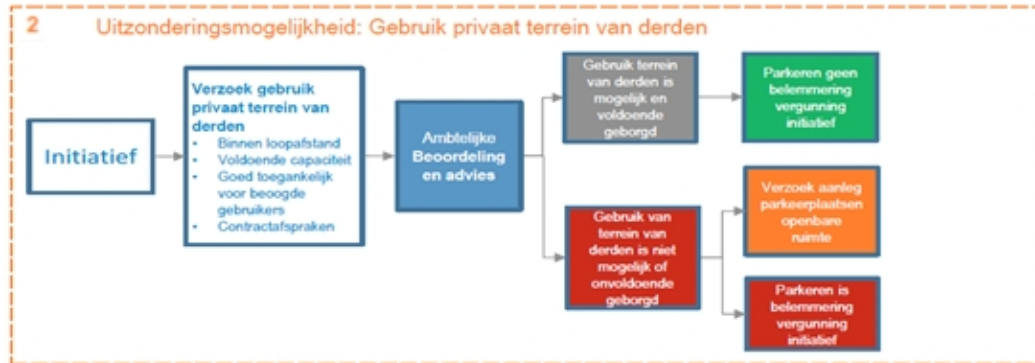 2 Uitzonderingsmogelijkheid: Gebruik privaat terrein van derden
Initiatief
Verzoek gebruik
privaat terrein van
derden
• Binnen loopafstand
• Voldoende capaciteit
• Goed toegankelijk
voor beoogde
gebruikers
• Contractafspraken
Ambtelijke
Beoordeling
en advies
Gebruik terrein
van derden is
mogelijk en
voldoende
geborgd
Parkeren geen
belemmering
vergunning
initiatief
Gebruik van
terrein van
derden is niet
mogelijk of
onvoldoende
geborgd
Verzoek aanleg
parkeerplaatsen
openbare
ruimte
Parkeren is
belemmering
vergunning
initiatief